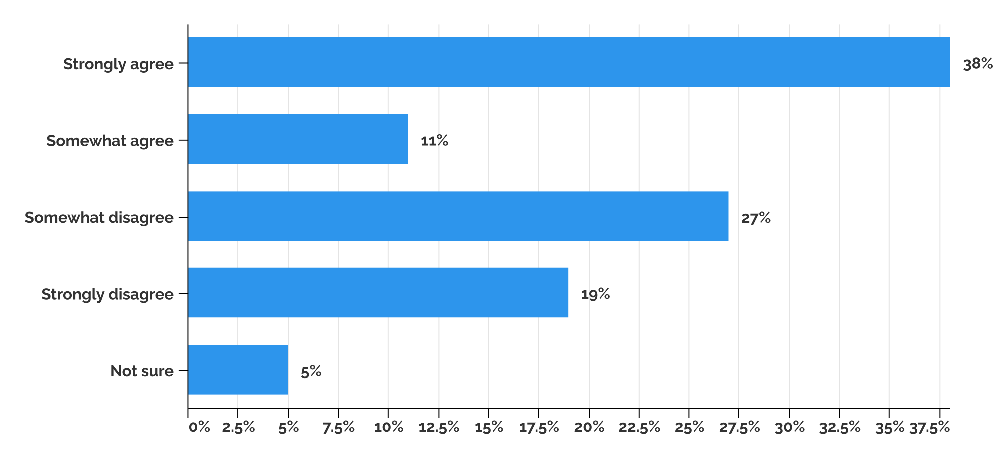 Strongly agree 38%
Somewhat agree 11%
Somewhat disagree 27%
Strongly disagree 19%
Not sure 5%
0% 2.5% 5% 7.5% 10% 12.5% 15% 17.5% 20% 22.5% 25% 27.5% 30% 32.5% 35% 37.5%